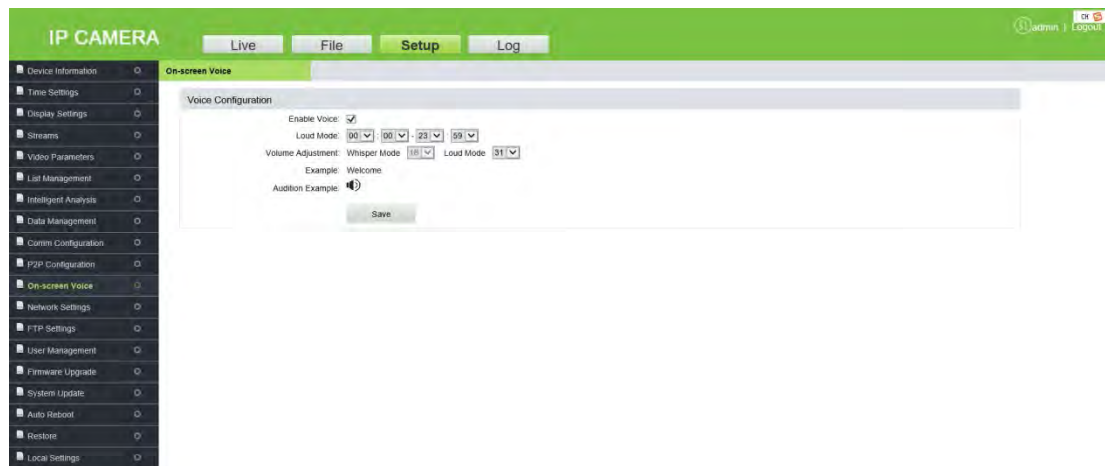 CH
IP CAMERA
Live File Setup Log
admin | Logout
Device Information
On-screen Voice
Time Settings
Voice Configuration
Display Settings
Enable Voice:
Streams
Loud Mode: 00 : 00 - 23 : 59
Video Parameters
Volume Adjustment: Whisper Mode Loud Mode 31
List Management
Example: Welcome
Intelligent Analysis
Audition Example:
Data Management
Save
Comm Configuration
P2P Configuration
On-screen Voice
Network Settings
FTP Settings
User Management
Firmware Upgrade
System Update
Auto Reboot
Restore
Local Settings